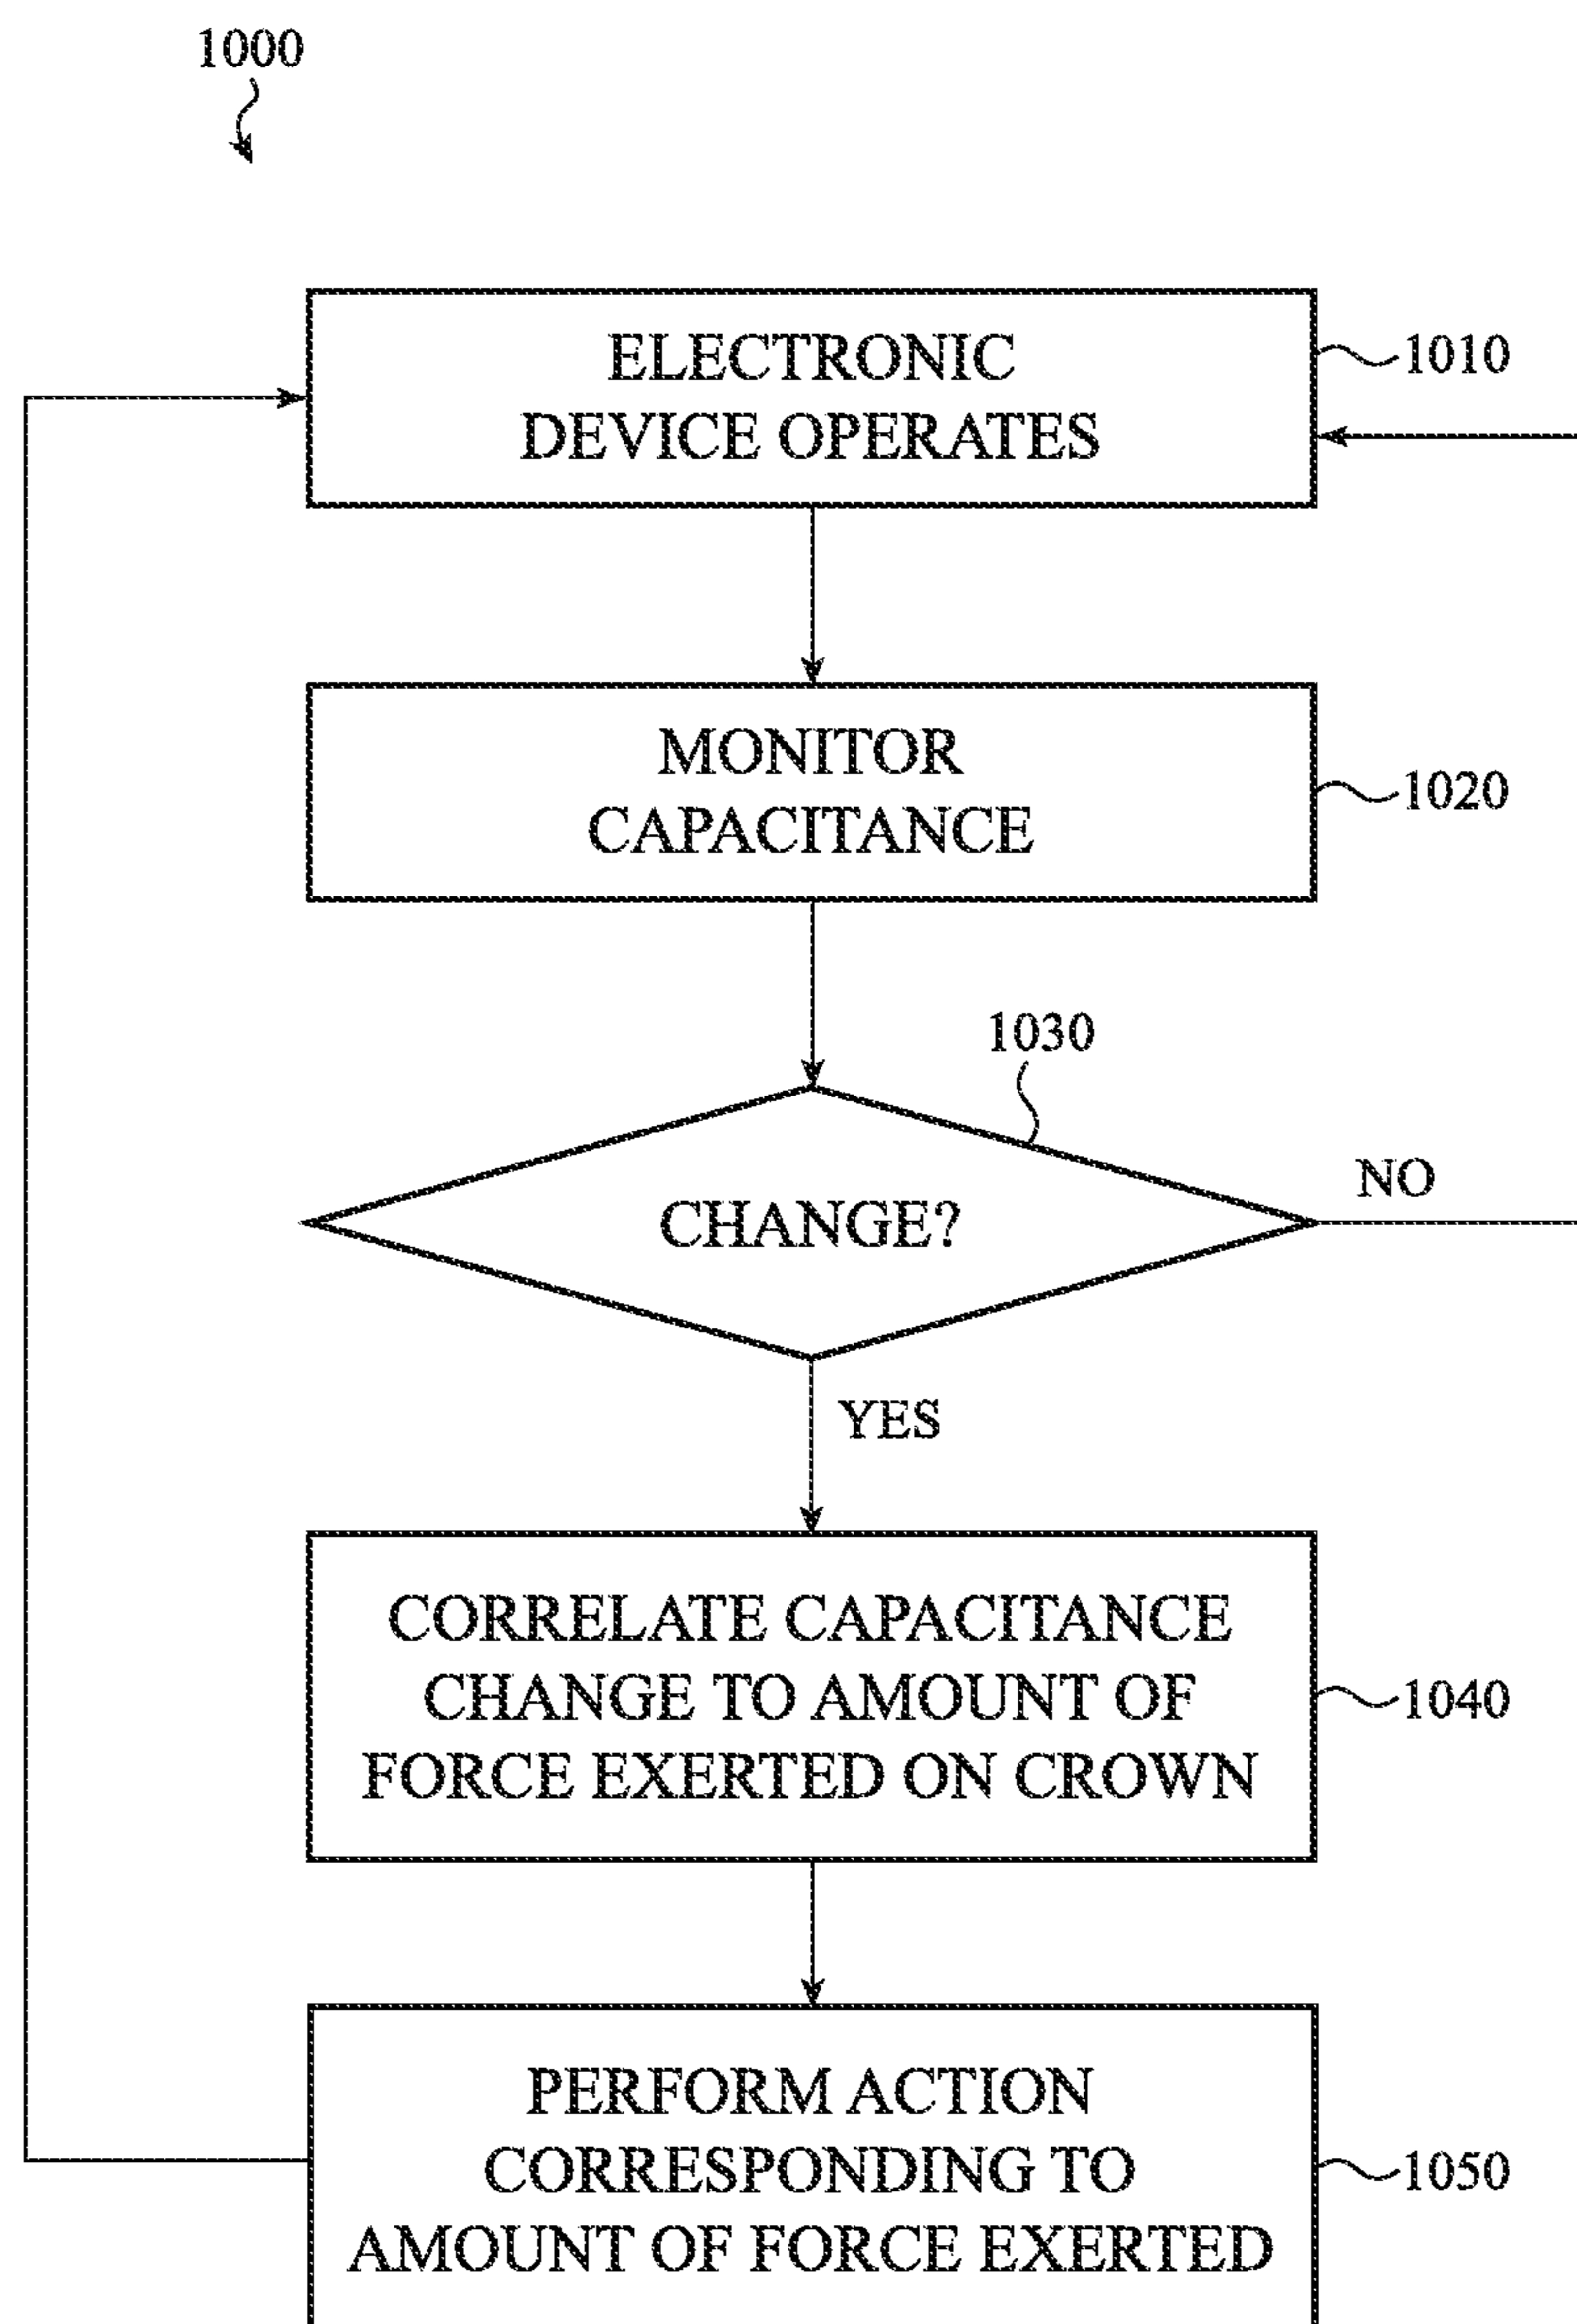 1000
ELECTRONIC
DEVICE OPERATES
1010
MONITOR
CAPACITANCE
1020
1030
CHANGE?
NO
YES
CORRELATE CAPACITANCE
CHANGE TO AMOUNT OF
FORCE EXERTED ON CROWN
1040
PERFORM ACTION
CORRESPONDING TO
AMOUNT OF FORCE EXERTED
1050